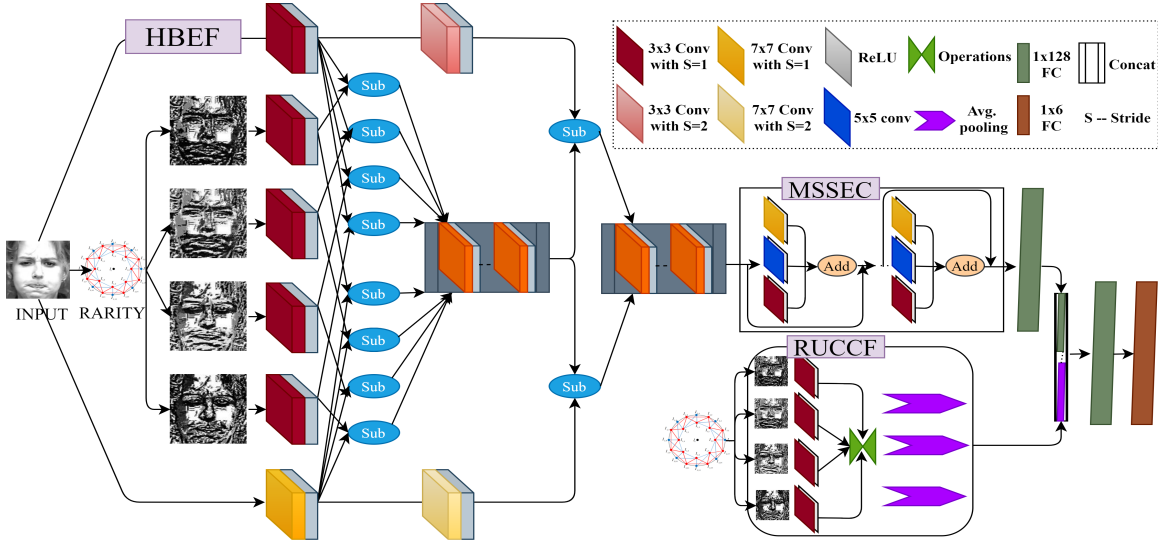 HBEF
INPUT
RARITY
Sub
Sub
Sub
Sub
Sub
Sub
Sub
Sub
Sub
Sub
3x3 Conv
with S=1
7x7 Conv
with S=1
ReLU
Operations
1x128
FC
Concat
3x3 Conv
with S=2
7x7 Conv
with S=2
5x5 conv
Avg.
pooling
1x6
FC
S -- Stride
MSSEC
Add
Add
RUCCF